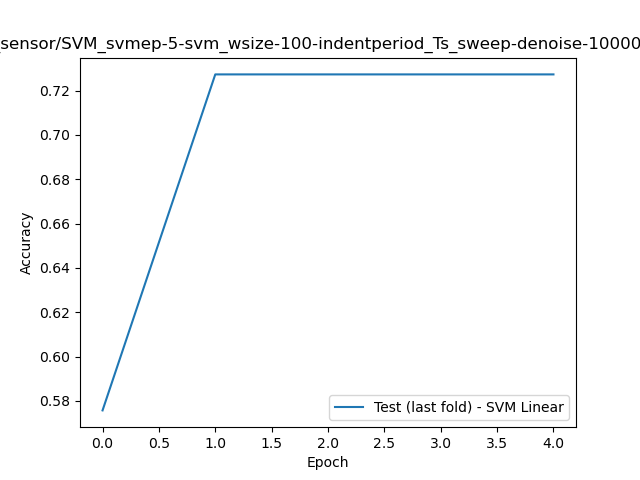 _sensor/SVM_svmep-5-svm_wsize-100-indentperiod_Ts_sweep-denoise-10000
0.72
0.70
0.68
0.66
0.64
0.62
0.60
0.58
Accuracy
0.0 0.5 1.0 1.5 2.0 2.5 3.0 3.5 4.0
Epoch
Test (last fold) - SVM Linear